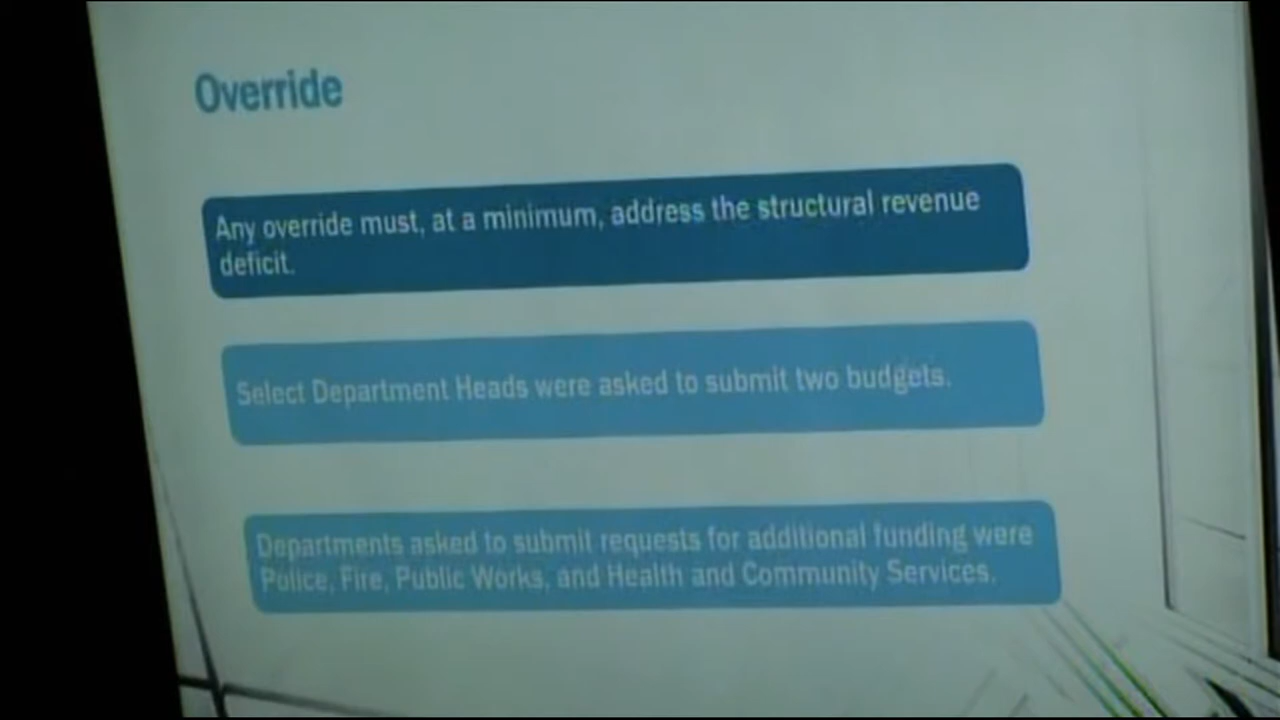 Override
Any override must, at a minimum, address the structural revenue
deficit.
Select Department Heads were asked to submit two budgets.
Departments asked to submit requests for additional funding were
Police, Fire, Public Works, and Health and Community Services.